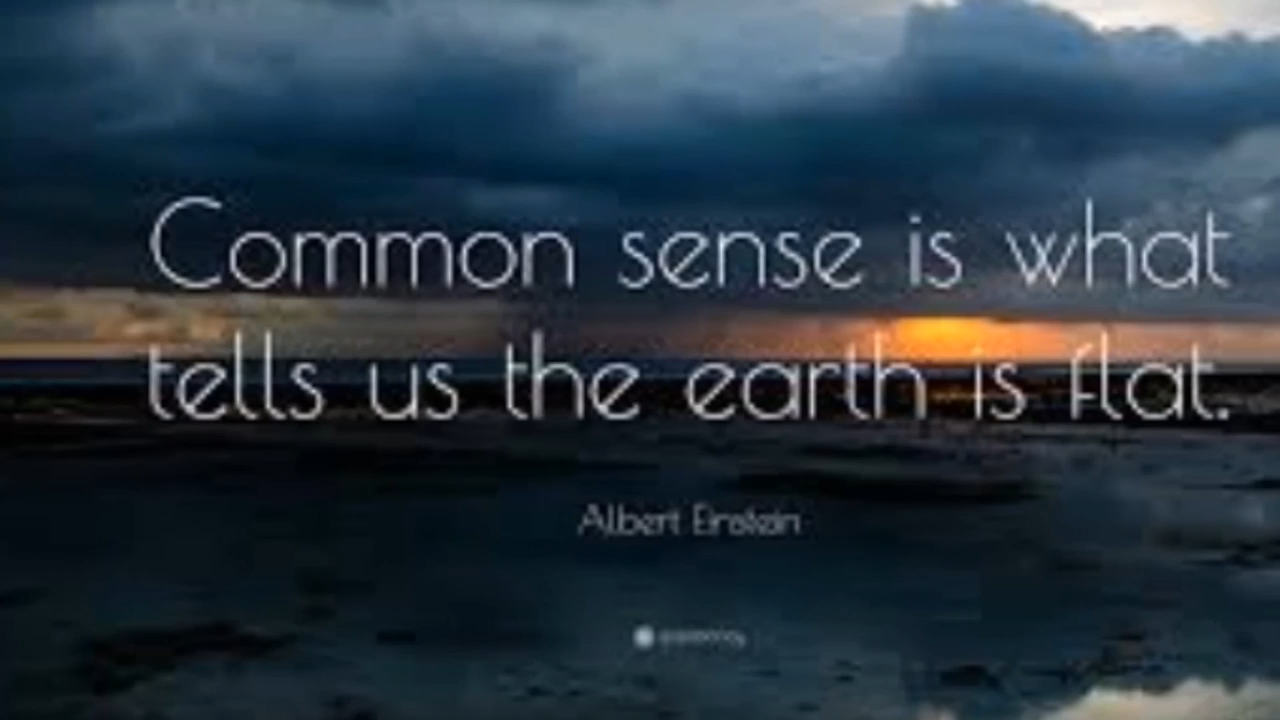 Common sense is what
tells us the earth is flat.
Albert Einstein